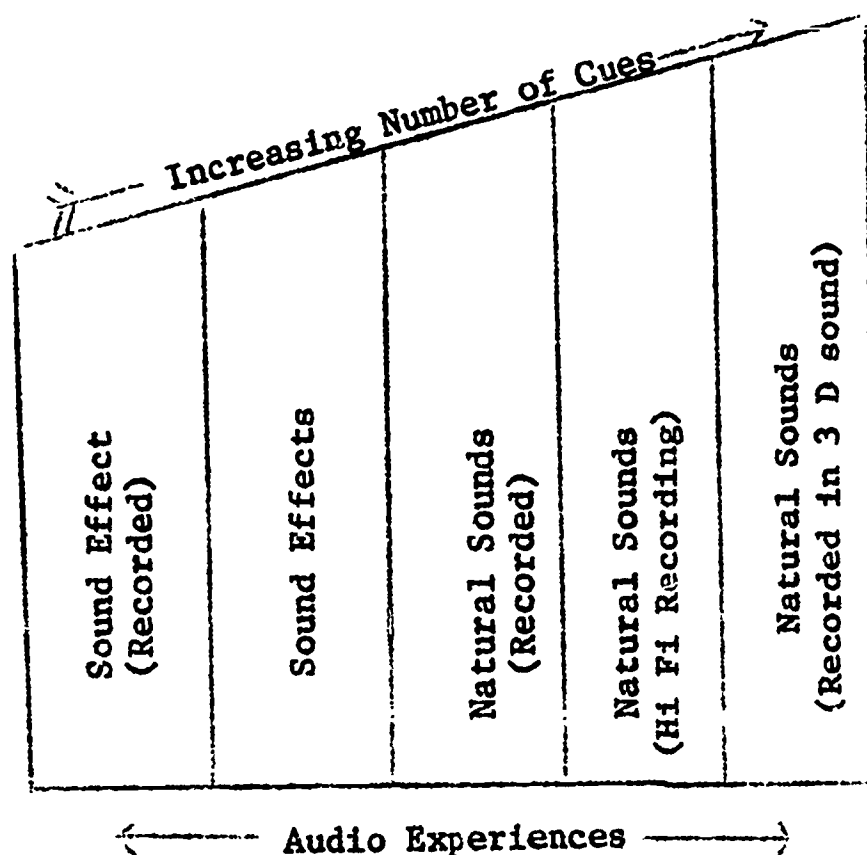 Increasing Number of Cues
Sound Effect
(Recorded)
Sound Effects
Natural Sounds
(Recorded)
Natural Sounds
(Hi Fi Recording)
Natural Sounds
(Recorded in 3 D sound)
Audio Experiences